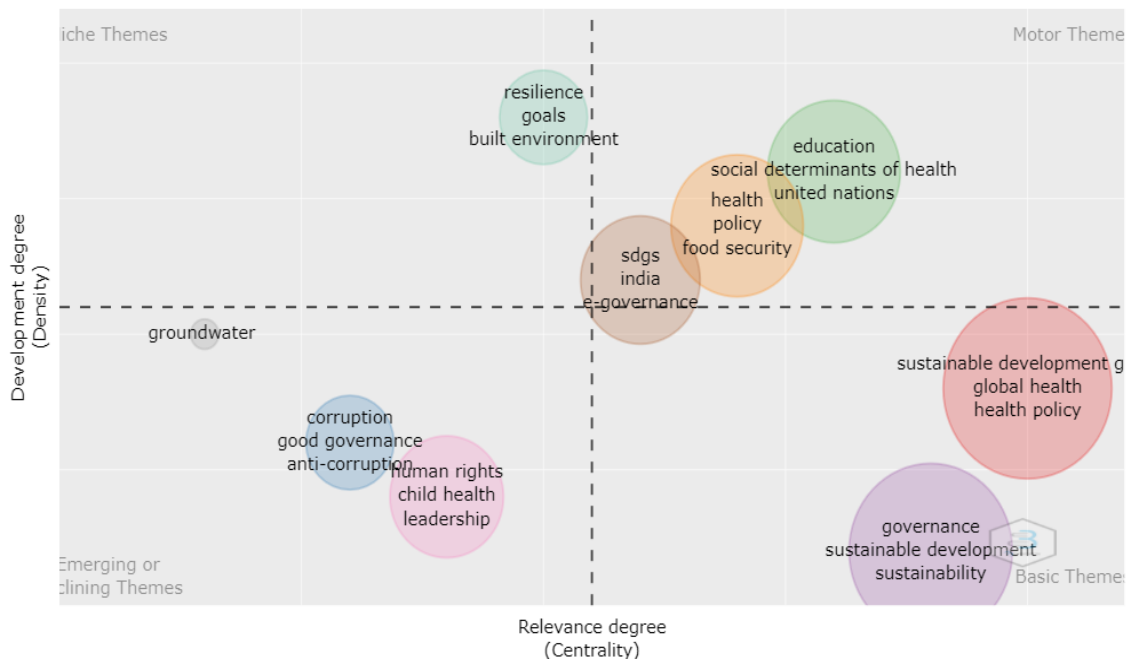 iche Themes
Motor Theme
resilience
goals
built environment
education
social determinants of health
united nations
health
policy
food security
sdgs
india
e-governance
groundwater
sustainable development g
global health
health policy
corruption
good governance
anti-corruption
human rights
child health
leadership
governance
sustainable development
sustainability
Emerging or
clining Themes
Basic Themes
Development degree
(Density)
Relevance degree
(Centrality)